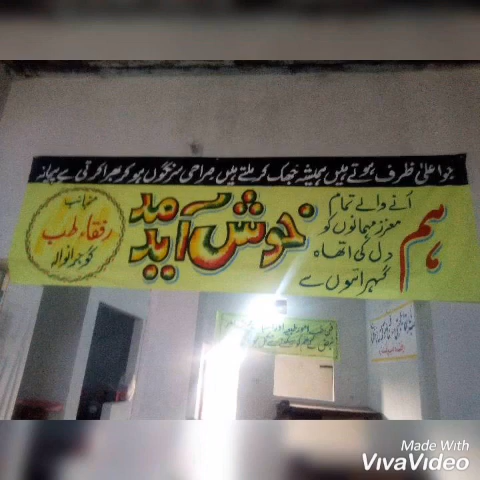 جو اعلیٰ ظرف ہوتے ہیں ہمیشہ جھک کر ملتے ہیں صراحی سرنگوں ہو کر بھرا کرتی ہے پیمانہ
ہم
آنے والے تمام
معزز مہمانوں کو
دل کی اتھاہ
گہرائیوں سے
خوش آمدید
منجانب
رفقاء طب
گوجرانوالہ
Made With
VivaVideo